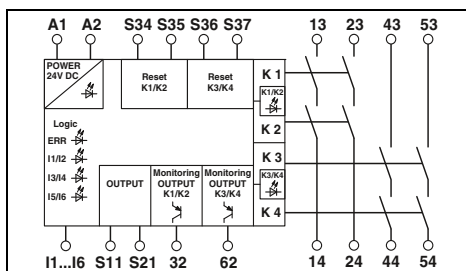 A1 A2 S34 S35 S36 S37 13 23 43 53
POWER
24V DC
Reset
K1/K2
Reset
K3/K4
K 1
K1/K2
K 2
Logic
ERR
I1/I2
I3/I4
I5/I6
OUTPUT
Monitoring
OUTPUT
K1/K2
Monitoring
OUTPUT
K3/K4
K 3
K3/K4
K 4
I1...I6 S11 S21 32 62 14 24 44 54